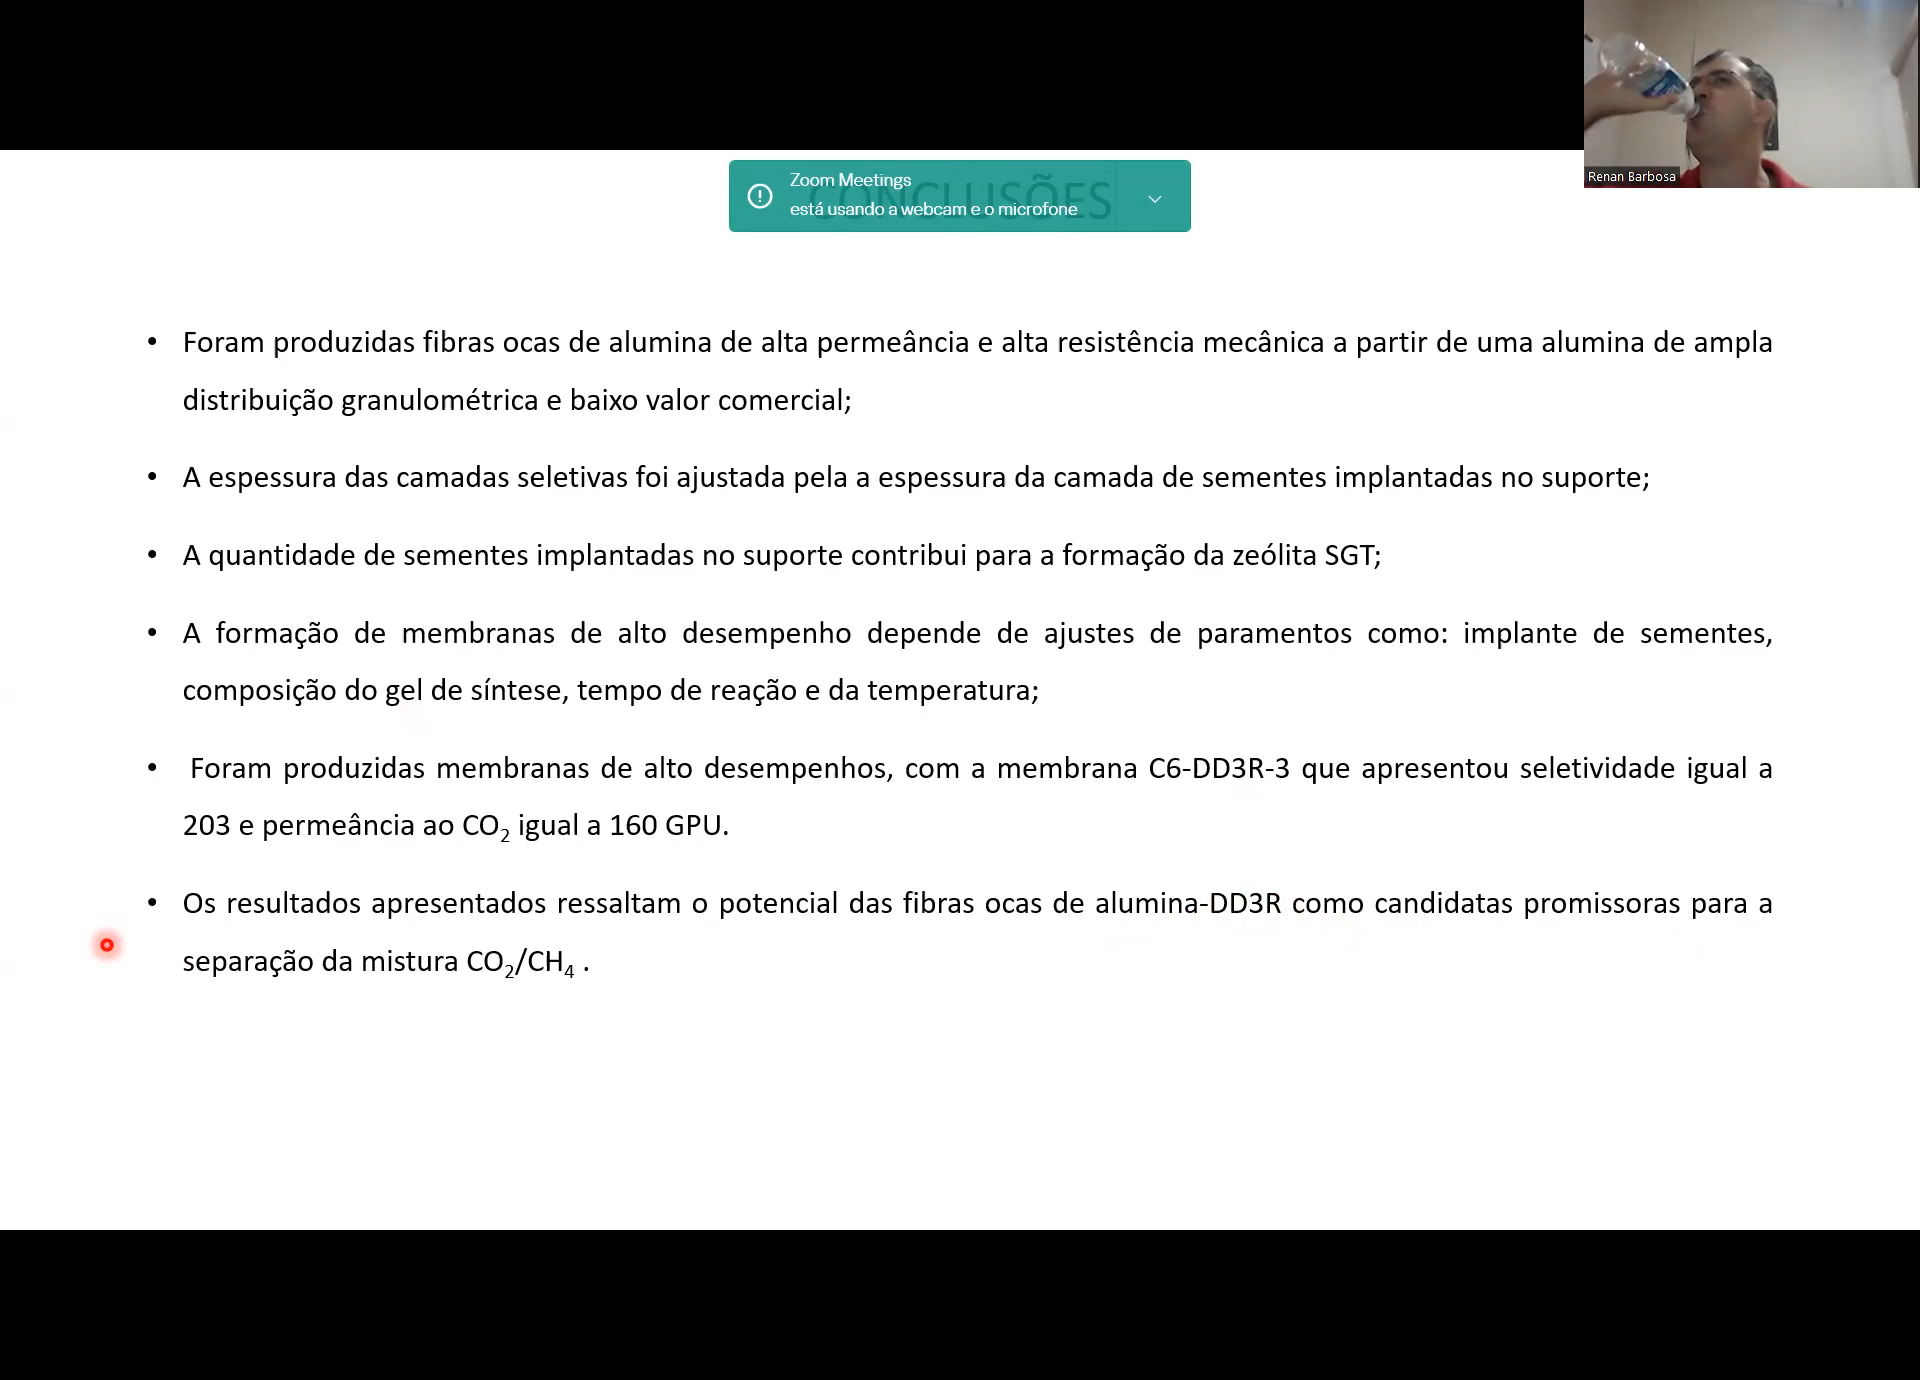 Renan Barbosa
CONCLUSÕES
Zoom Meetings
está usando a webcam e o microfone
• Foram produzidas fibras ocas de alumina de alta permeância e alta resistência mecânica a partir de uma alumina de ampla
distribuição granulométrica e baixo valor comercial;
• A espessura das camadas seletivas foi ajustada pela a espessura da camada de sementes implantadas no suporte;
• A quantidade de sementes implantadas no suporte contribui para a formação da zeólita SGT;
• A formação de membranas de alto desempenho depende de ajustes de paramentos como: implante de sementes,
composição do gel de síntese, tempo de reação e da temperatura;
• Foram produzidas membranas de alto desempenhos, com a membrana C6-DD3R-3 que apresentou seletividade igual a
203 e permeância ao CO₂ igual a 160 GPU.
• Os resultados apresentados ressaltam o potencial das fibras ocas de alumina-DD3R como candidatas promissoras para a
separação da mistura CO₂/CH₄ .